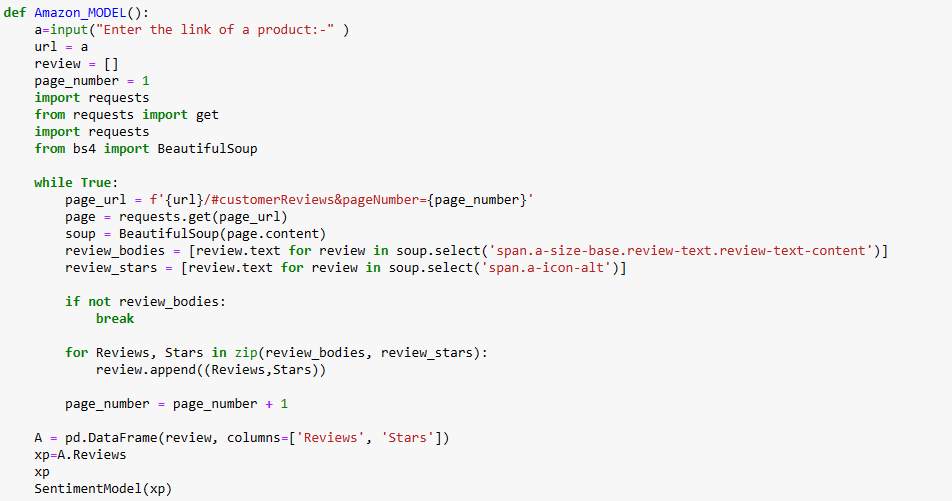 def Amazon_MODEL():
    a=input("Enter the link of a product:-" )
    url = a
    review = []
    page_number = 1
    import requests
    from requests import get
    import requests
    from bs4 import BeautifulSoup

    while True:
        page_url = f'{url}/#customerReviews&pageNumber={page_number}'
        page = requests.get(page_url)
        soup = BeautifulSoup(page.content)
        review_bodies = [review.text for review in soup.select('span.a-size-base.review-text.review-text-content')]
        review_stars = [review.text for review in soup.select('span.a-icon-alt')]

        if not review_bodies:
            break

        for Reviews, Stars in zip(review_bodies, review_stars):
            review.append((Reviews,Stars))

        page_number = page_number + 1

    A = pd.DataFrame(review, columns=['Reviews', 'Stars'])
    xp=A.Reviews
    xp
    SentimentModel(xp)